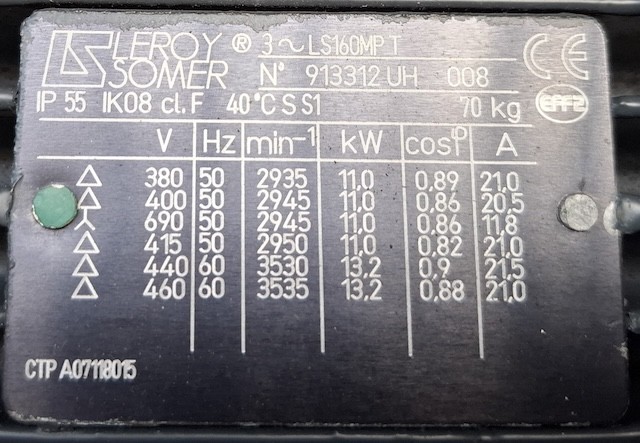 LS LEROY ® 3~ LS160MP T
SOMER N° 913312 UH 008 CE
IP 55 IK08 cl. F 40°C S S1 70 kg EFF2
V Hz min⁻¹ kW cosφ A
△ 380 50 2935 11,0 0,89 21,0
△ 400 50 2945 11,0 0,86 20,5
Y 690 50 2945 11,0 0,86 11,8
△ 415 50 2950 11,0 0,82 21,0
△ 440 60 3530 13,2 0,9 21,5
△ 460 60 3535 13,2 0,88 21,0
CTP A07118015